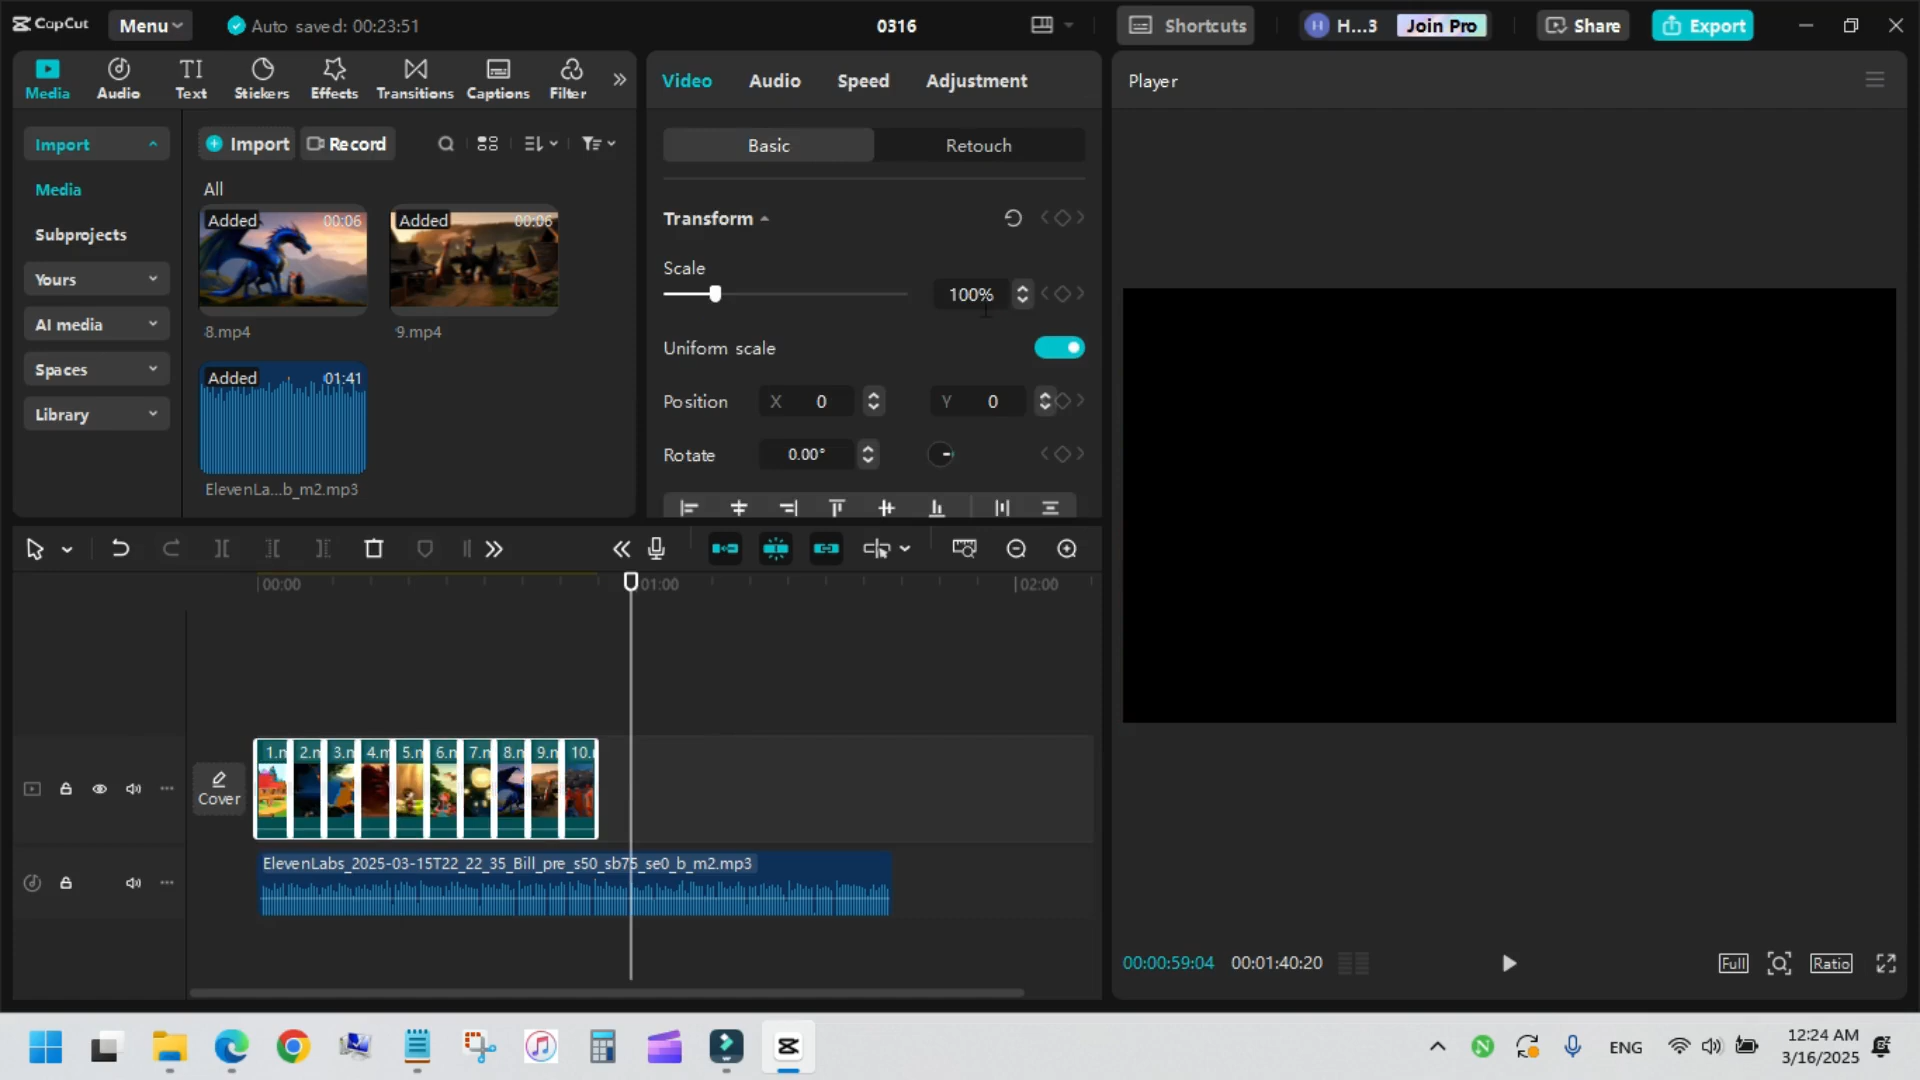 CapCut
Menu
Auto saved: 00:23:51
0316
Shortcuts
H...3
Join Pro
Share
Export
Media
Audio
Text
Stickers
Effects
Transitions
Captions
Filter
Video
Audio
Speed
Adjustment
Player
Import
Import
Record
Basic
Retouch
Media
All
Added
00:06
Added
00:06
Transform
Subprojects
Scale
100%
Yours
8.mp4
9.mp4
AI media
Uniform scale
Spaces
Added
01:41
Position
X
0
Y
0
Library
Rotate
0.00°
ElevenLa...b_m2.mp3
00:00
01:00
02:00
Cover
1.m
2.m
3.m
4.m
5.m
6.m
7.m
8.m
9.m
10.
ElevenLabs_2025-03-15T22_22_35_Bill_pre_s50_sb75_se0_b_m2.mp3
00:00:59:04
00:01:40:20
Full
Ratio
ENG
12:24 AM
3/16/2025